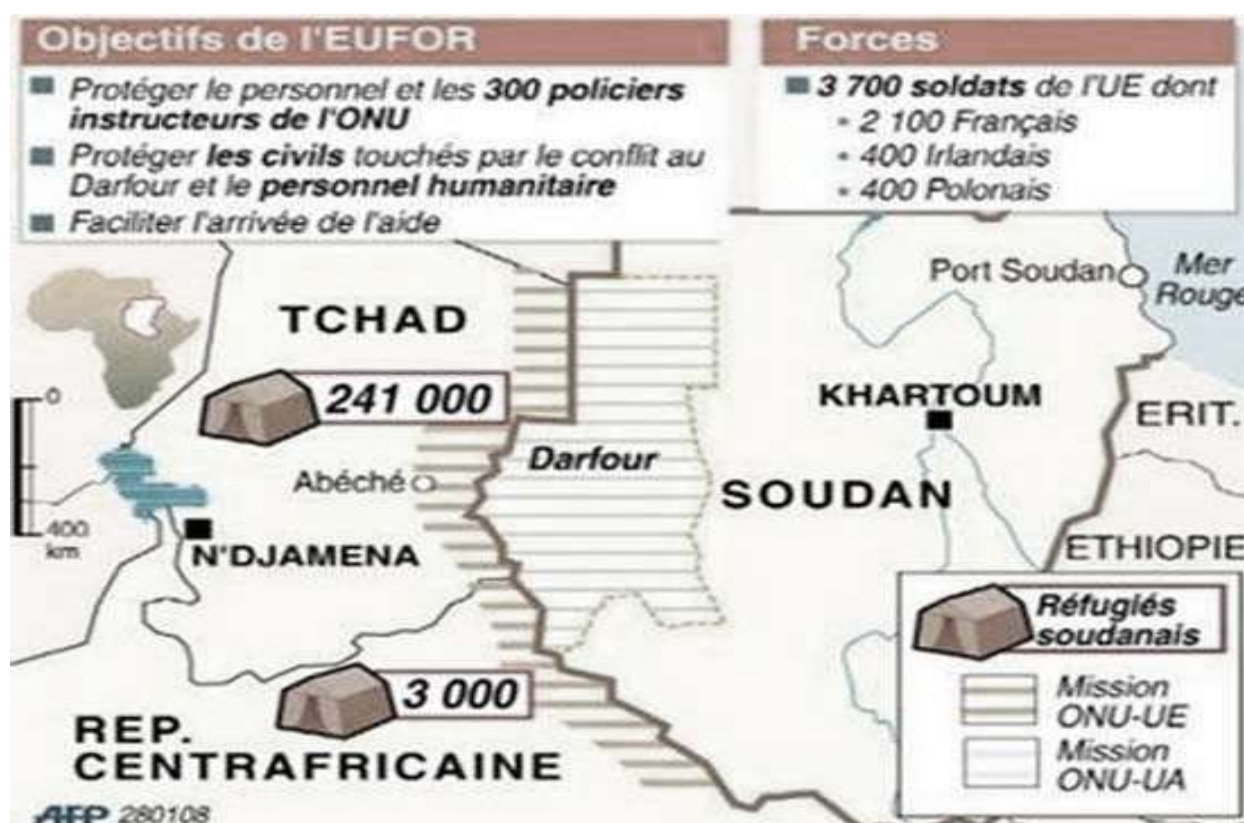 Objectifs de l'EUFOR
Protéger le personnel et les 300 policiers
instructeurs de l'ONU
Protéger les civils touchés par le conflit au
Darfour et le personnel humanitaire
Faciliter l'arrivée de l'aide
Forces
3 700 soldats de l'UE dont
2 100 Français
400 Irlandais
400 Polonais
Port Soudan
Mer
Rouge
TCHAD
0
241 000
KHARTOUM
ERIT.
Darfour
Abéché
SOUDAN
400
km
N'DJAMENA
ETHIOPIE
Réfugiés
soudanais
3 000
Mission
ONU-UE
REP.
CENTRAFRICAINE
Mission
ONU-UA
AFP 280108